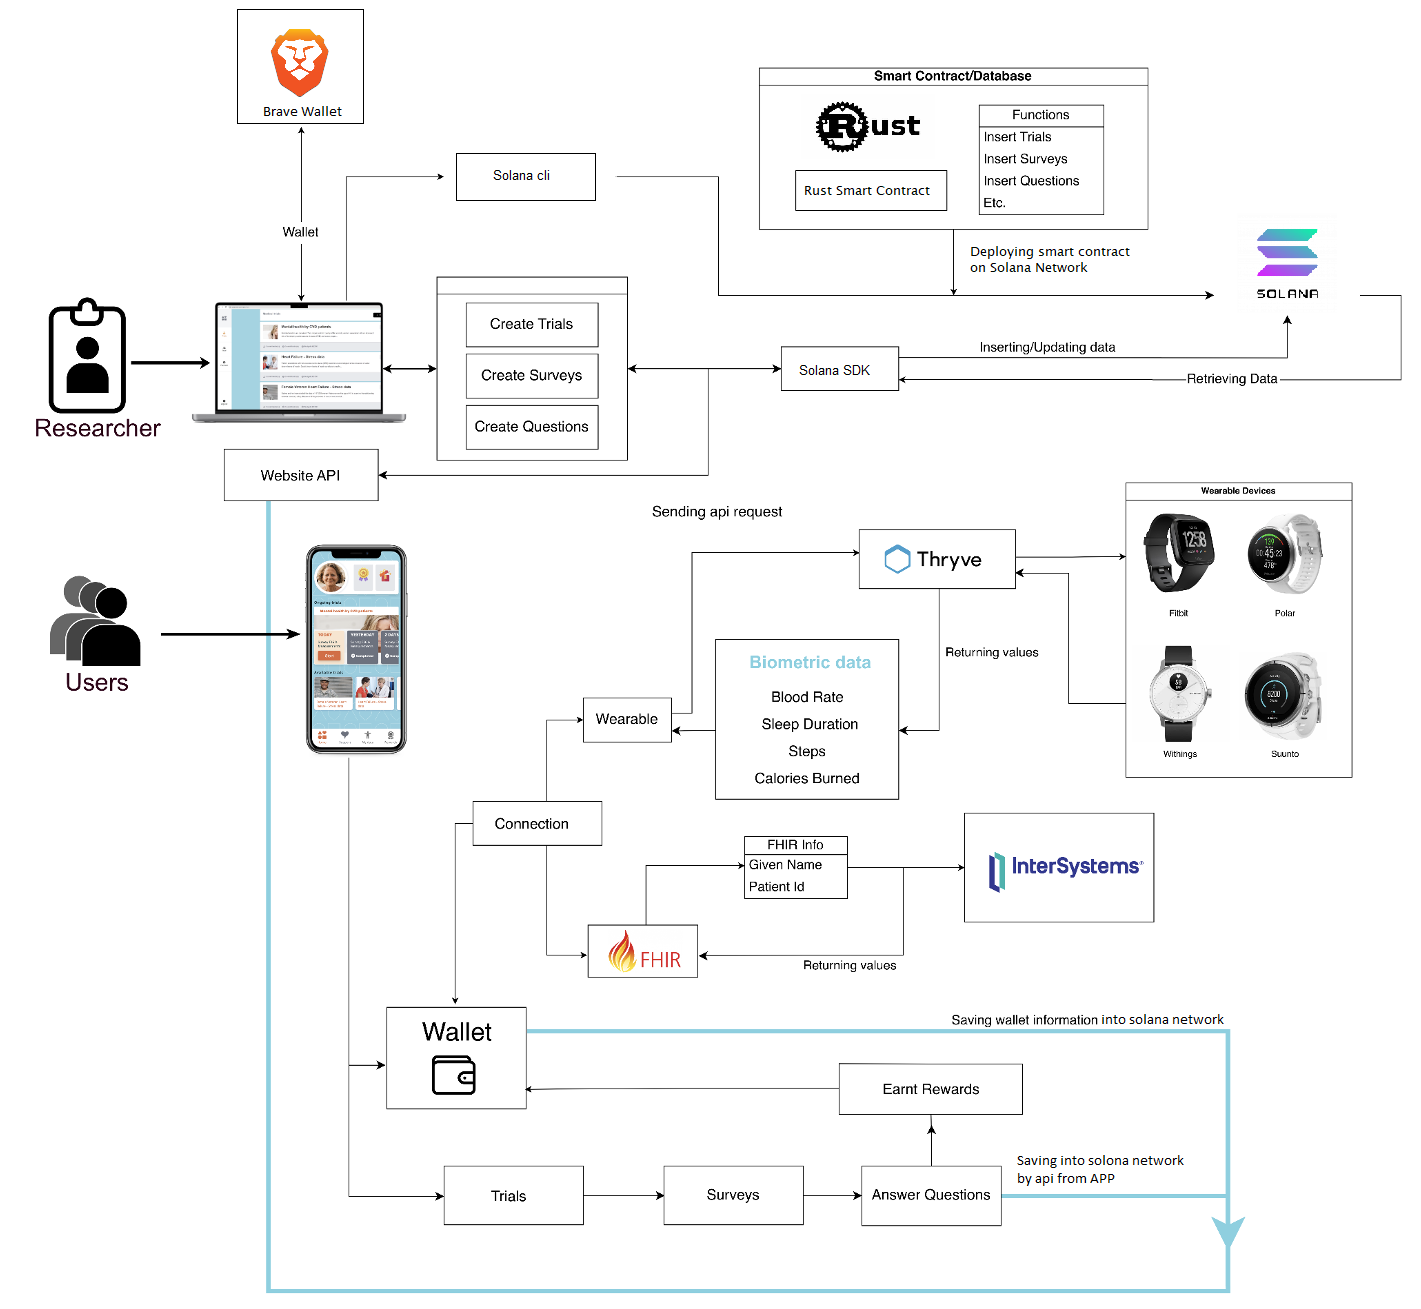 Brave Wallet
Smart Contract/Database
Rust
Rust Smart Contract
Functions
Insert Trials
Insert Surveys
Insert Questions
Etc.
Solana cli
Wallet
Deploying smart contract
on Solana Network
SOLANA
Create Trials
Create Surveys
Create Questions
Solana SDK
Inserting/Updating data
Retrieving Data
Researcher
Website API
Sending api request
Thryve
Wearable Devices
Fitbit
Polar
Withings
Suunto
Returning values
Biometric data
Blood Rate
Sleep Duration
Steps
Calories Burned
Wearable
Users
Connection
FHIR Info
Given Name
Patient Id
InterSystems
FHIR
Returning values
Wallet
Saving wallet information into solana network
Earnt Rewards
Saving into solona network
by api from APP
Trials
Surveys
Answer Questions